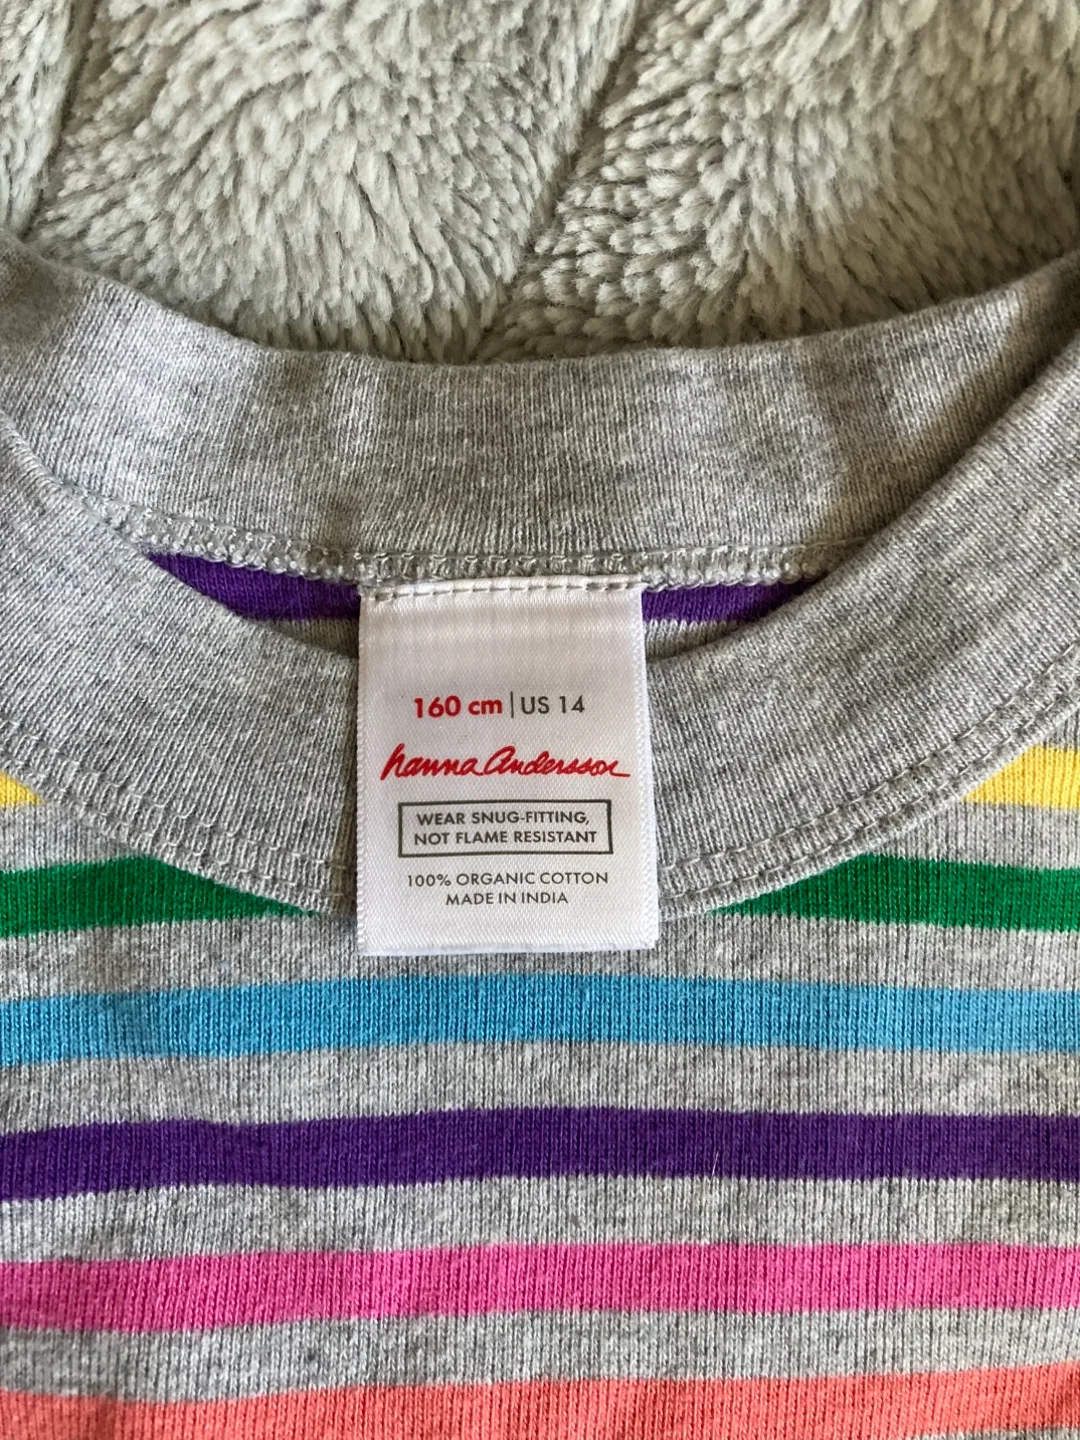 160 cm | US 14
hanna andersson
WEAR SNUG-FITTING,
NOT FLAME RESISTANT
100% ORGANIC COTTON
MADE IN INDIA